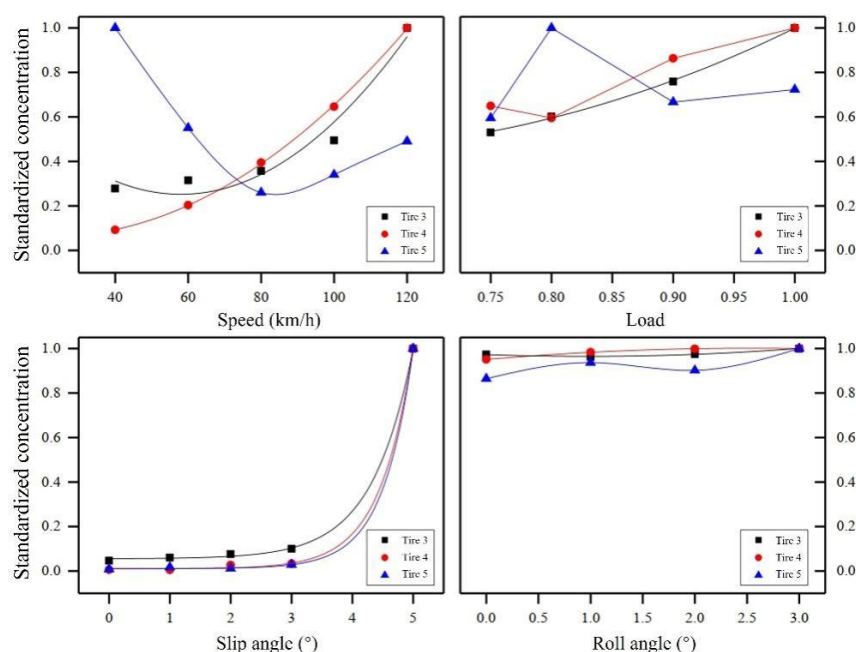 Standardized concentration
1.0
0.8
0.6
0.4
0.2
0.0
40 60 80 100 120
Speed (km/h)
Tire 3
Tire 4
Tire 5
0.75 0.80 0.85 0.90 0.95 1.00
Load
Tire 3
Tire 4
Tire 5
1.0
0.8
0.6
0.4
0.2
0.0
Standardized concentration
1.0
0.8
0.6
0.4
0.2
0.0
0 1 2 3 4 5
Slip angle (°)
Tire 3
Tire 4
Tire 5
0.0 0.5 1.0 1.5 2.0 2.5 3.0
Roll angle (°)
Tire 3
Tire 4
Tire 5
1.0
0.8
0.6
0.4
0.2
0.0